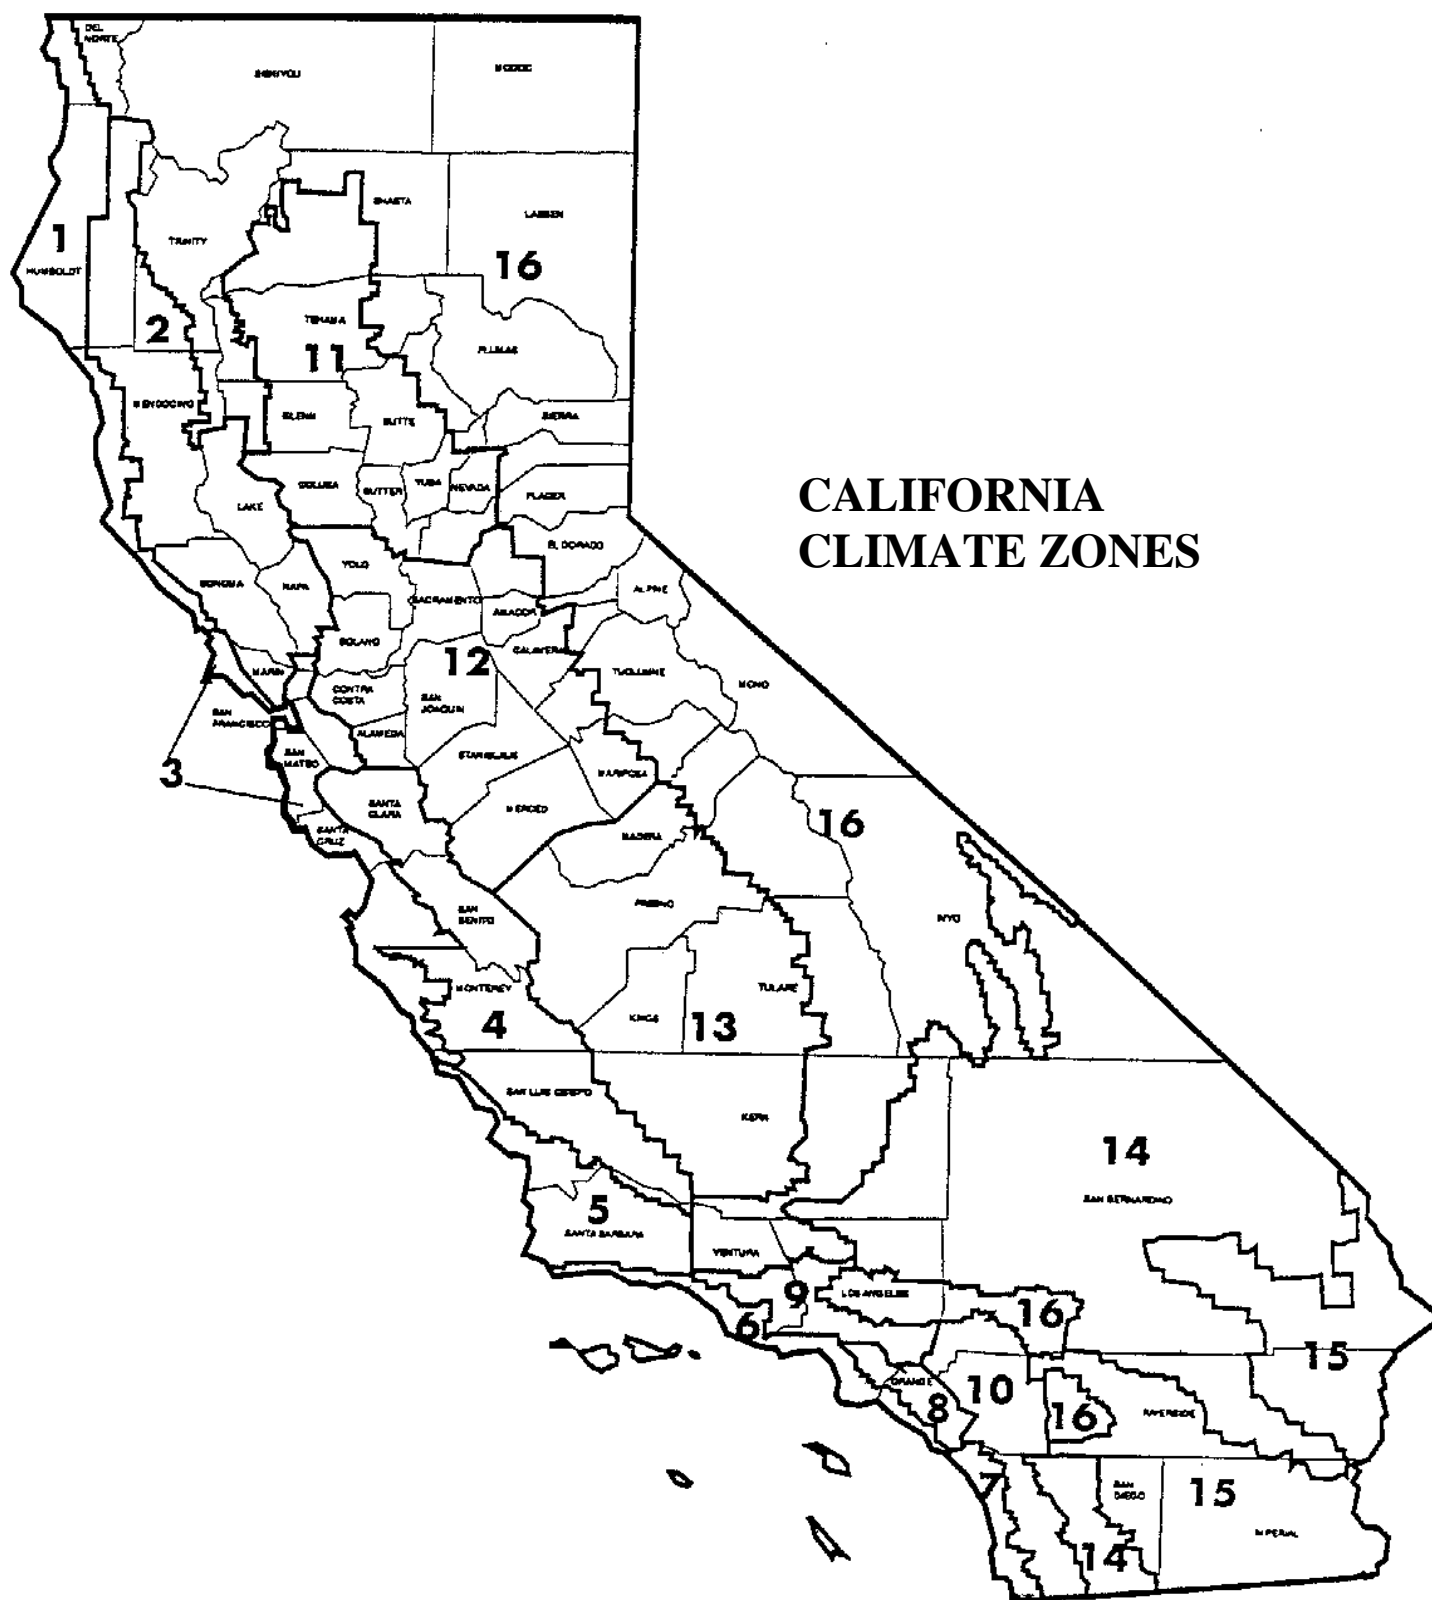 DEL
NORTE
SISKIYOU
MODOC
SHASTA
LASSEN
1
TRINITY
HUMBOLDT
16
2
TEHAMA
11
PLUMAS
MENDOCINO
GLENN
BUTTE
SIERRA
COLUSA
SUTTER
YUBA
NEVADA
PLACER
LAKE
CALIFORNIA
CLIMATE ZONES
EL DORADO
YOLO
SONOMA
NAPA
SACRAMENTO
AMADOR
ALPINE
SOLANO
CALAVERAS
12
MARIN
TUOLUMNE
MONO
CONTRA
COSTA
SAN
JOAQUIN
SAN
FRANCISCO
ALAMEDA
SAN
MATEO
STANISLAUS
3
MARIPOSA
SANTA
CLARA
MERCED
16
SANTA
CRUZ
MADERA
FRESNO
SAN
BENITO
INYO
MONTEREY
TULARE
4
KINGS
13
SAN LUIS OBISPO
KERN
14
SAN BERNARDINO
5
SANTA BARBARA
VENTURA
9
LOS ANGELES
16
6
15
ORANGE
10
8
16
RIVERSIDE
7
SAN
DIEGO
15
IMPERIAL
14